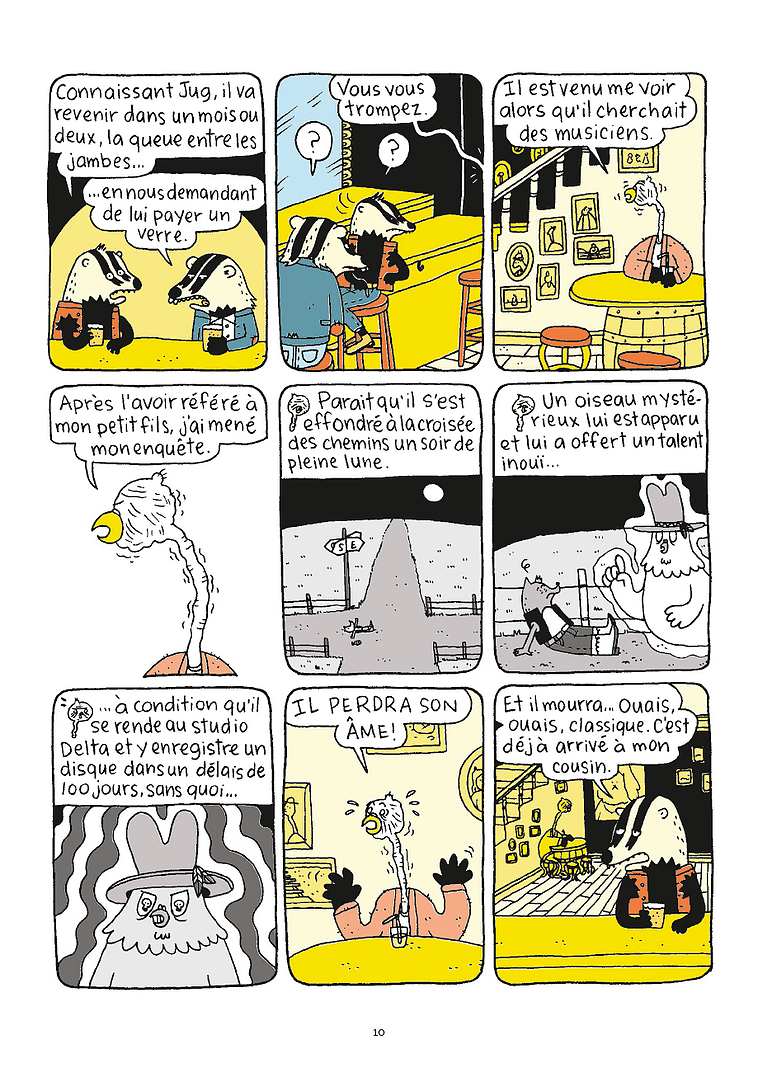 Connaissant Jug, il va
revenir dans un mois ou
deux, la queue entre les
jambes...
...en nous demandant
de lui payer un
verre.
Vous vous
trompez.
?
?
Il est venu me voir
alors qu'il cherchait
des musiciens.
Après l'avoir référé à
mon petit fils, j'ai mené
mon enquête.
Parait qu'il s'est
effondré à la croisée
des chemins un soir de
pleine lune.
S E
Un oiseau mysté-
rieux lui est apparu
et lui a offert un talent
inouï...
...à condition qu'il
se rende au studio
Delta et y enregistre un
disque dans un délais de
100 jours, sans quoi...
IL PERDRA SON
ÂME!
Et il mourra... Ouais,
ouais, classique. C'est
déjà arrivé à mon
cousin.
10